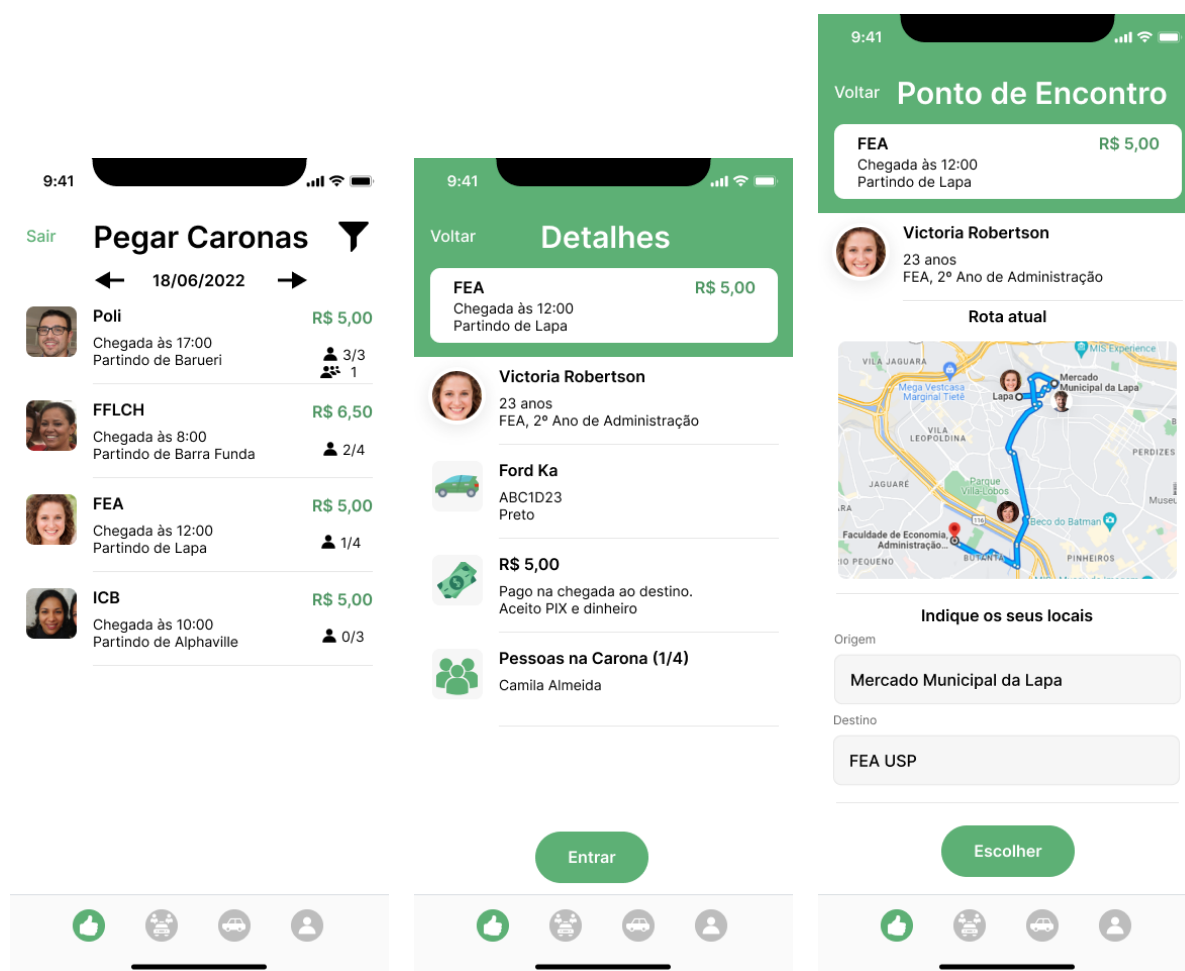 9:41
Sair
Pegar Caronas
18/06/2022
Poli
R$ 5,00
Chegada às 17:00
Partindo de Barueri
3/3
1
FFLCH
R$ 6,50
Chegada às 8:00
Partindo de Barra Funda
2/4
FEA
R$ 5,00
Chegada às 12:00
Partindo de Lapa
1/4
ICB
R$ 5,00
Chegada às 10:00
Partindo de Alphaville
0/3
9:41
Voltar
Detalhes
FEA
R$ 5,00
Chegada às 12:00
Partindo de Lapa
Victoria Robertson
23 anos
FEA, 2º Ano de Administração
Ford Ka
ABC1D23
Preto
R$ 5,00
Pago na chegada ao destino.
Aceito PIX e dinheiro
Pessoas na Carona (1/4)
Camila Almeida
Entrar
9:41
Voltar
Ponto de Encontro
FEA
R$ 5,00
Chegada às 12:00
Partindo de Lapa
Victoria Robertson
23 anos
FEA, 2º Ano de Administração
Rota atual
MIS Experience
VILA JAGUARA
Mega Vestcasa
Marginal Tietê
Mercado
Municipal da Lapa
Lapa
VILA
LEOPOLDINA
PERDIZES
JAGUARÉ
Parque
Villa-Lobos
Museu
116
Beco do Batman
Faculdade de Economia,
Administração...
RIO PEQUENO
BUTANTÃ
PINHEIROS
Indique os seus locais
Origem
Mercado Municipal da Lapa
Destino
FEA USP
Escolher